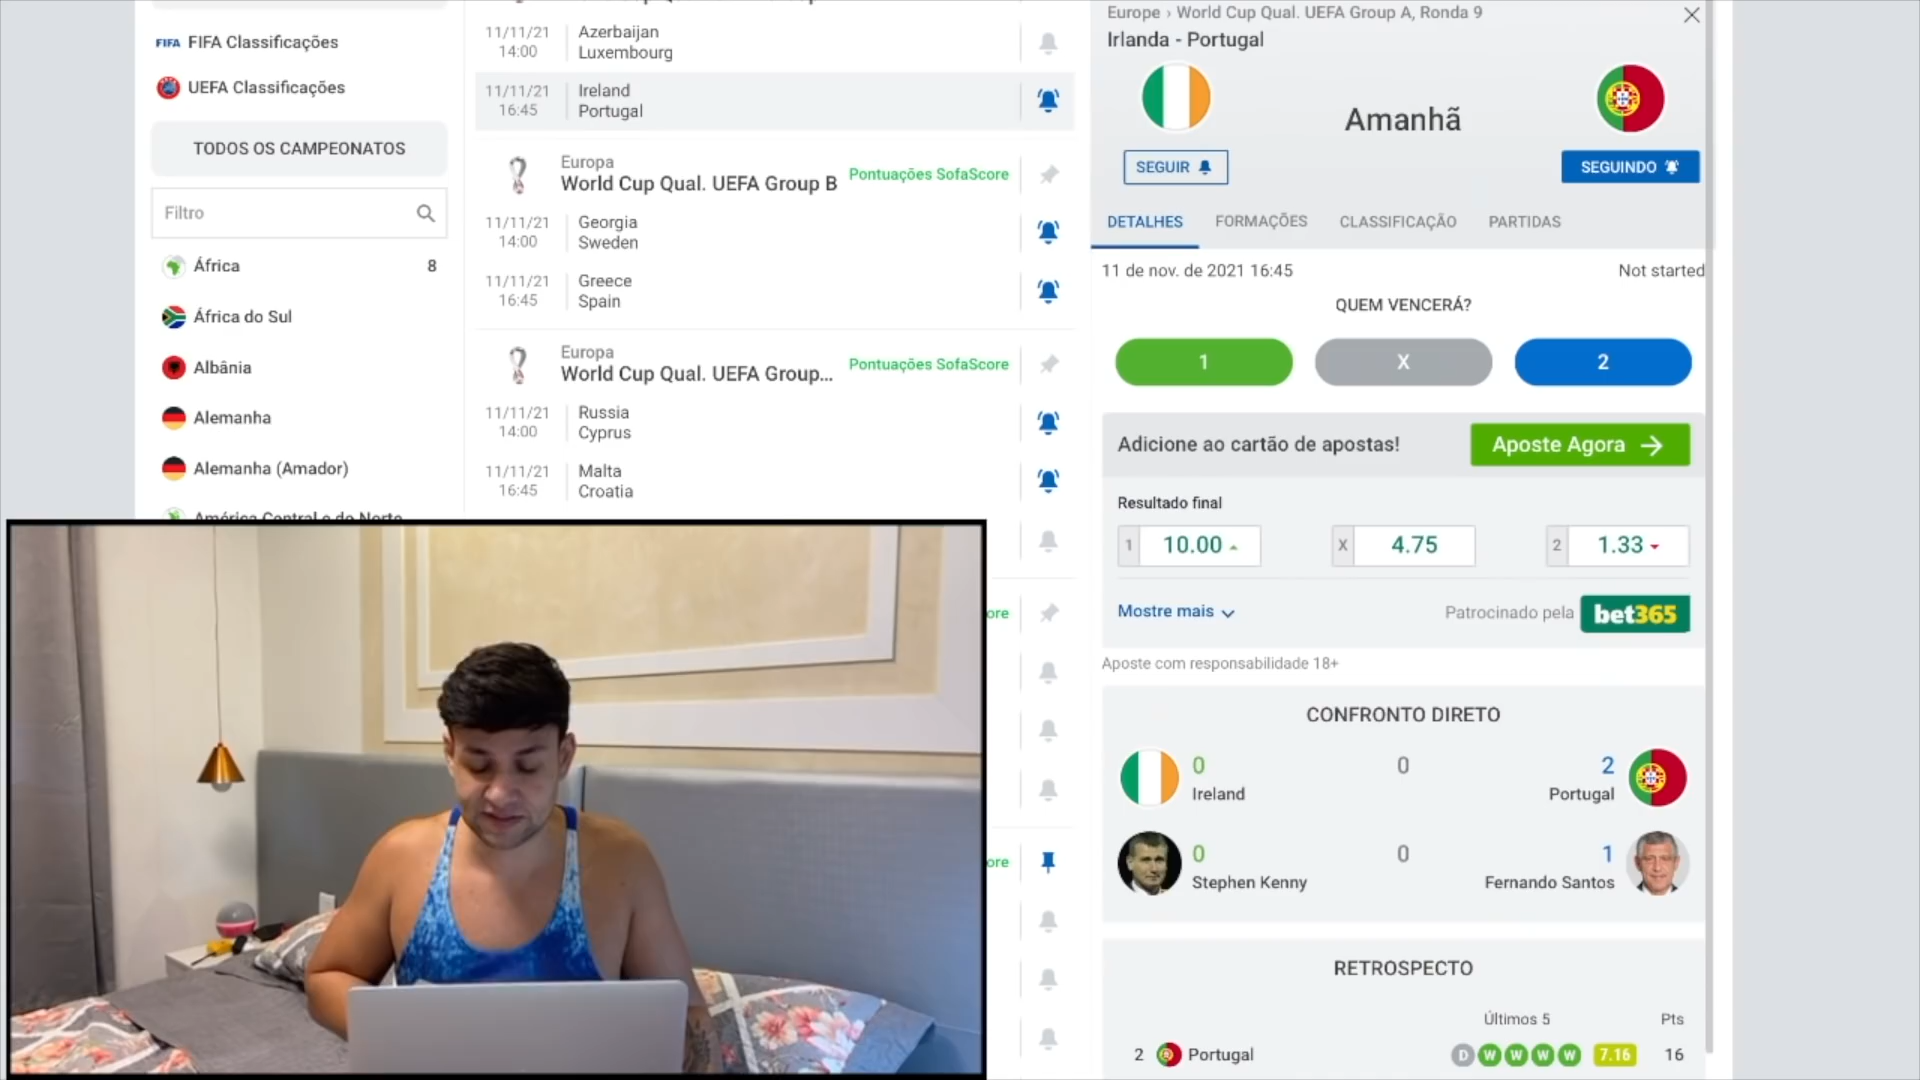 FIFA FIFA Classificações
UEFA Classificações
TODOS OS CAMPEONATOS
Filtro
África 8
África do Sul
Albânia
Alemanha
Alemanha (Amador)
América Central e do Norte
11/11/21
14:00
Azerbaijan
Luxembourg
11/11/21
16:45
Ireland
Portugal
Europa
World Cup Qual. UEFA Group B
Pontuações SofaScore
11/11/21
14:00
Georgia
Sweden
11/11/21
16:45
Greece
Spain
Europa
World Cup Qual. UEFA Group...
Pontuações SofaScore
11/11/21
14:00
Russia
Cyprus
11/11/21
16:45
Malta
Croatia
ore
ore
Europe › World Cup Qual. UEFA Group A, Ronda 9
Irlanda - Portugal
Amanhã
SEGUIR
SEGUINDO
DETALHES FORMAÇÕES CLASSIFICAÇÃO PARTIDAS
11 de nov. de 2021 16:45 Not started
QUEM VENCERÁ?
1 X 2
Adicione ao cartão de apostas! Aposte Agora
Resultado final
1 10.00 X 4.75 2 1.33
Mostre mais Patrocinado pela bet365
Aposte com responsabilidade 18+
CONFRONTO DIRETO
0 0 2
Ireland Portugal
0 0 1
Stephen Kenny Fernando Santos
RETROSPECTO
Últimos 5 Pts
2 Portugal D W W W W 7.16 16